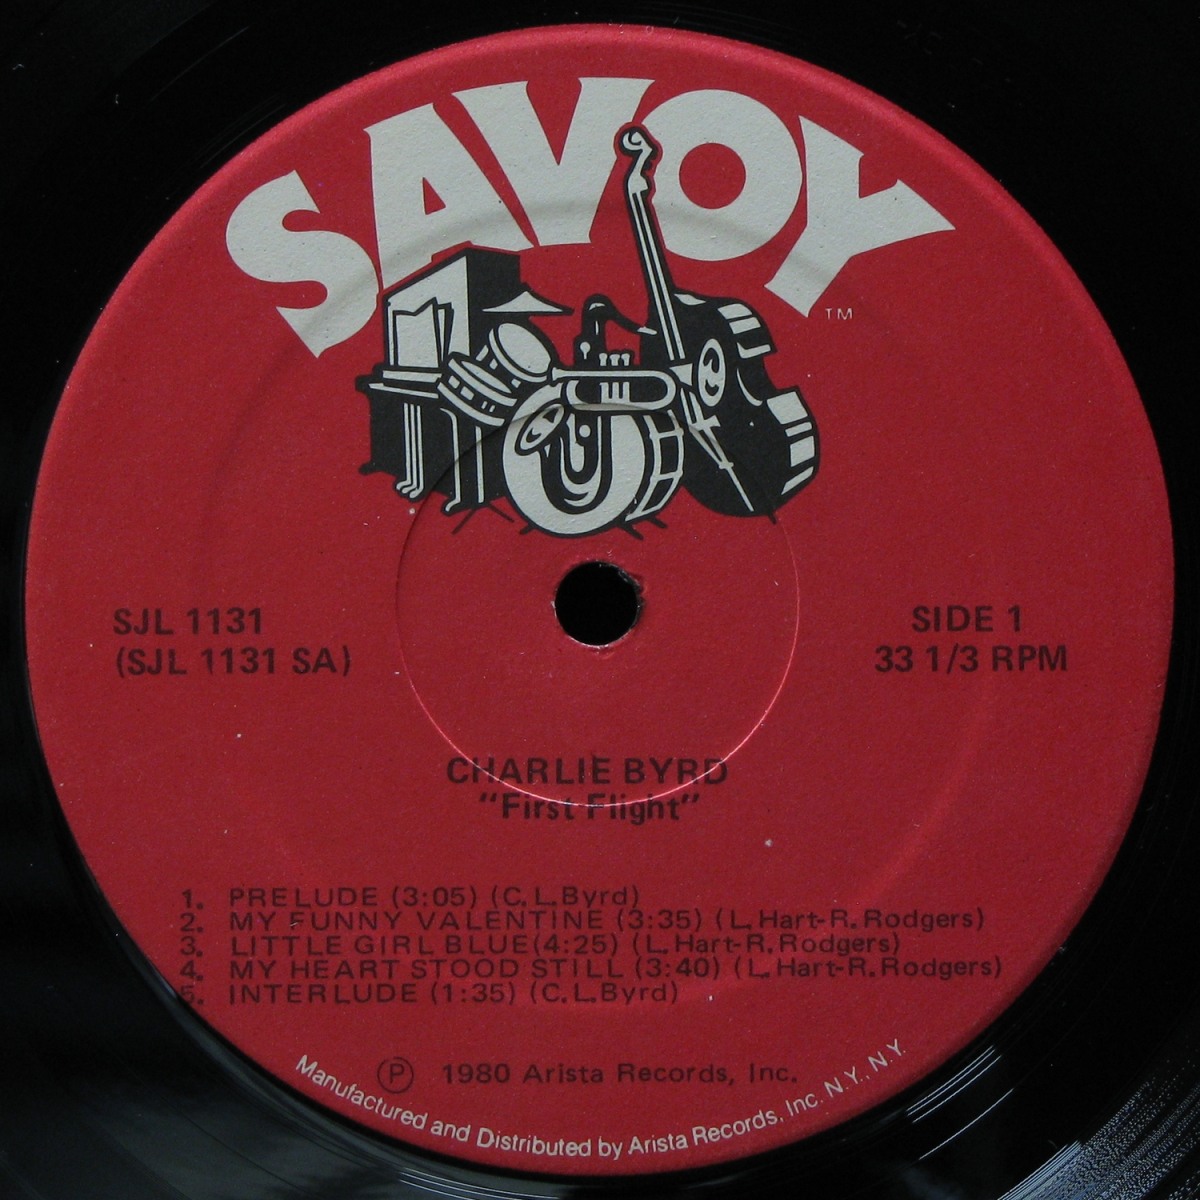 SAVOY
TM
SJL 1131
(SJL 1131 SA)
SIDE 1
33 1/3 RPM
CHARLIE BYRD
"First Flight"
1. PRELUDE (3:05) (C.L.Byrd)
2. MY FUNNY VALENTINE (3:35) (L.Hart-R.Rodgers)
3. LITTLE GIRL BLUE(4:25) (L.Hart-R.Rodgers)
4. MY HEART STOOD STILL (3:40) (L.Hart-R.Rodgers)
5. INTERLUDE (1:35) (C.L.Byrd)
Ⓟ 1980 Arista Records, Inc.
Manufactured and Distributed by Arista Records, Inc. N.Y., N.Y.